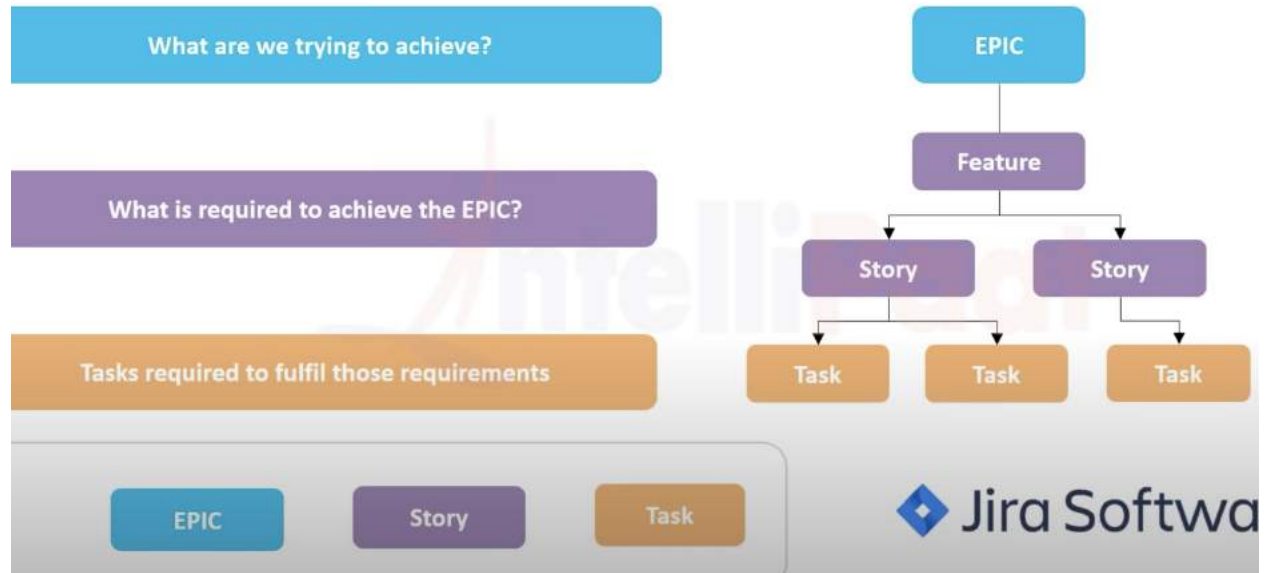 What are we trying to achieve?
EPIC
Feature
What is required to achieve the EPIC?
Story
Story
Tasks required to fulfil those requirements
Task
Task
Task
EPIC
Story
Task
Jira Softwa
IntelliPaat